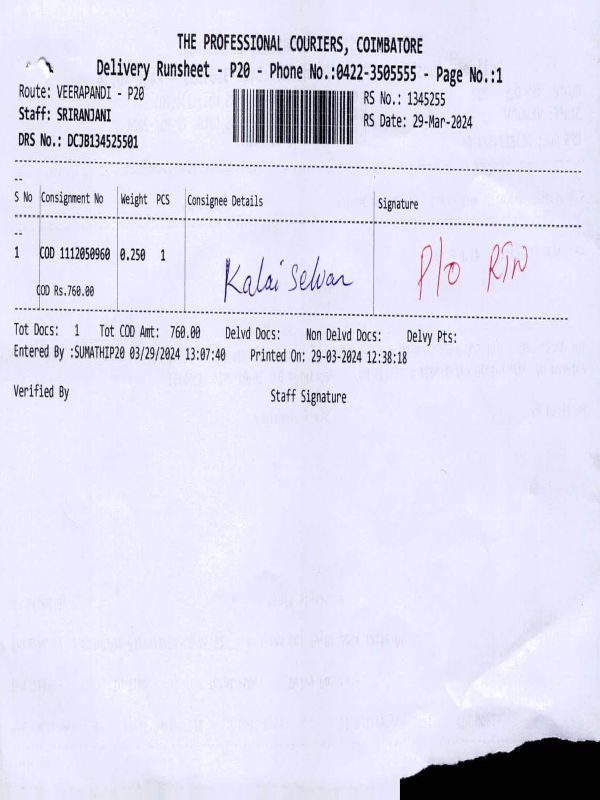 THE PROFESSIONAL COURIERS, COIMBATORE
Delivery Runsheet - P20 - Phone No.:0422-3505555 - Page No.:1
Route: VEERAPANDI - P20
RS No.: 1345255
Staff: SRIRANJANI
RS Date: 29-Mar-2024
DRS No.: DCJB134525501
S No Consignment No Weight PCS Consignee Details Signature
1 COD 1112050960 0.250 1 Kalai Selvan P/O RTN
COD Rs.760.00
Tot Docs: 1 Tot COD Amt: 760.00 Delvd Docs: Non Delvd Docs: Delvy Pts:
Entered By :SUMATHIP20 03/29/2024 13:07:40 Printed On: 29-03-2024 12:38:18
Verified By Staff Signature